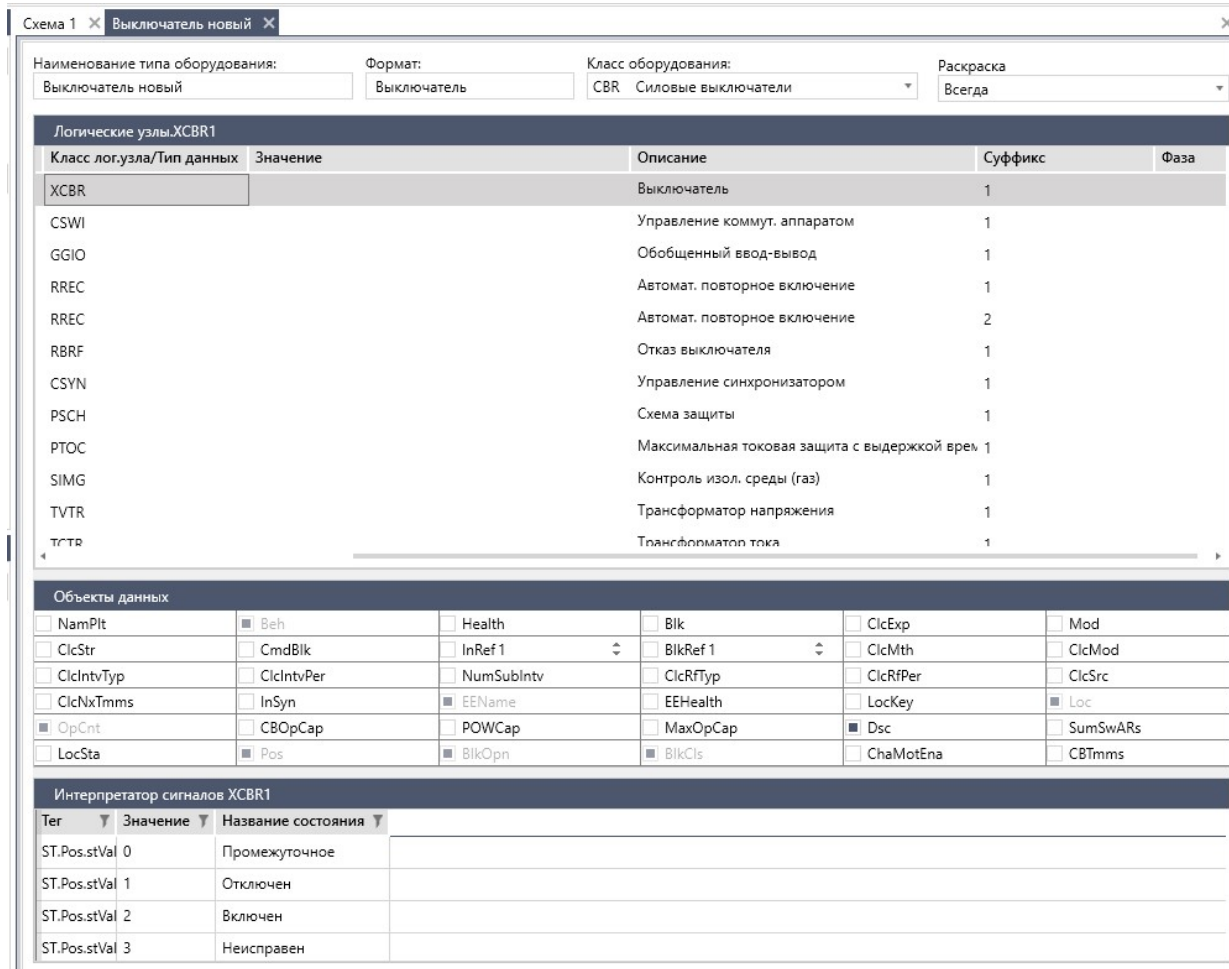 Схема 1 Выключатель новый
Наименование типа оборудования: Формат: Класс оборудования: Раскраска
Выключатель новый Выключатель CBR Силовые выключатели Всегда
Логические узлы.XCBR1
Класс лог.узла/Тип данных Значение Описание Суффикс Фаза
XCBR Выключатель 1
CSWI Управление коммут. аппаратом 1
GGIO Обобщенный ввод-вывод 1
RREC Автомат. повторное включение 1
RREC Автомат. повторное включение 2
RBRF Отказ выключателя 1
CSYN Управление синхронизатором 1
PSCH Схема защиты 1
PTOC Максимальная токовая защита с выдержкой врем 1
SIMG Контроль изол. среды (газ) 1
TVTR Трансформатор напряжения 1
TCTR Трансформатор тока 1
Объекты данных
NamPlt Beh Health Blk ClcExp Mod
ClcStr CmdBlk InRef 1 BlkRef 1 ClcMth ClcMod
ClcIntvTyp ClcIntvPer NumSubIntv ClcRfTyp ClcRfPer ClcSrc
ClcNxTmms InSyn EEName EEHealth LocKey Loc
OpCnt CBOpCap POWCap MaxOpCap Dsc SumSwARs
LocSta Pos BlkOpn BlkCls ChaMotEna CBTmms
Интерпретатор сигналов XCBR1
Тег Значение Название состояния
ST.Pos.stVal 0 Промежуточное
ST.Pos.stVal 1 Отключен
ST.Pos.stVal 2 Включен
ST.Pos.stVal 3 Неисправен